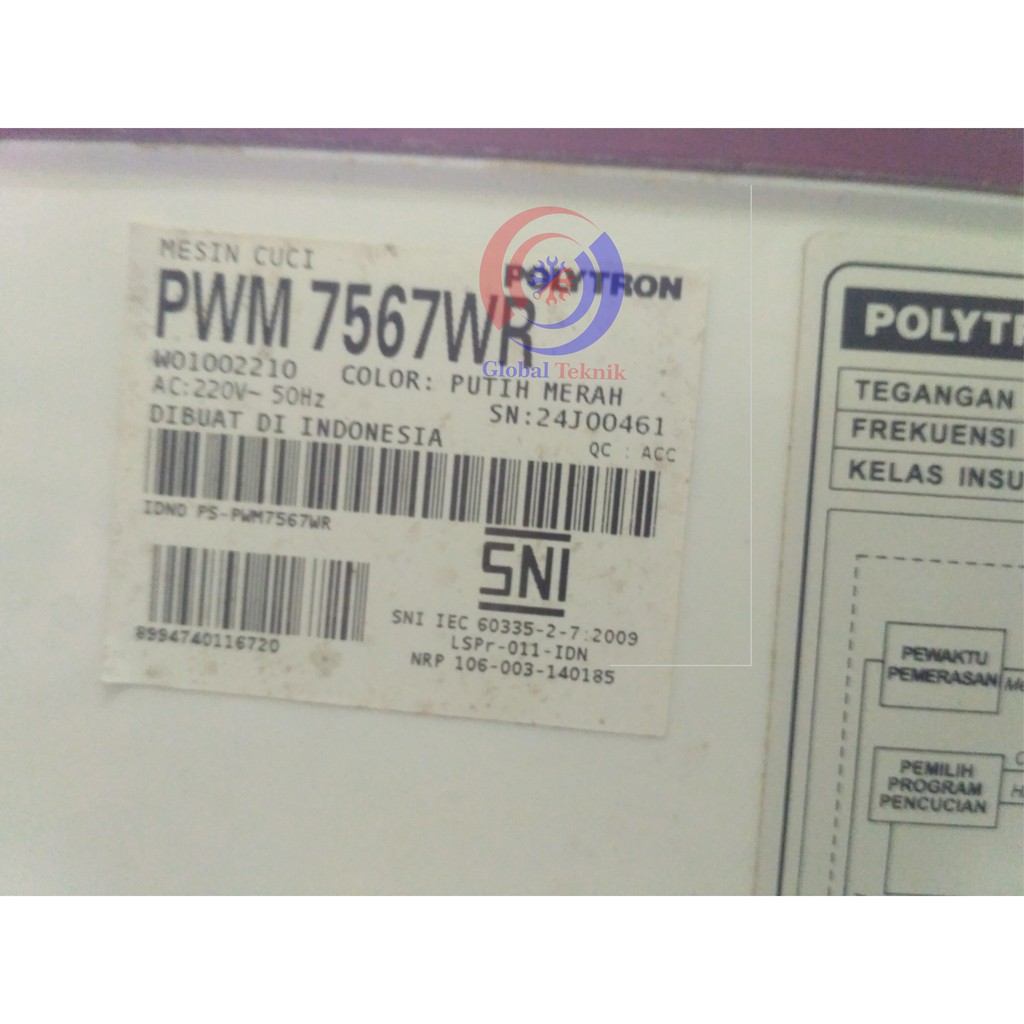 MESIN CUCI
POLYTRON
PWM 7567WR
W01002210
COLOR: PUTIH MERAH
AC:220V~ 50Hz
SN:24J00461
DIBUAT DI INDONESIA
QC : ACC
IDNO PS-PWM7567WR
SNI
8994740116720
SNI IEC 60335-2-7:2009
LSPr-011-IDN
NRP 106-003-140185
Global Teknik
POLYT
TEGANGAN
FREKUENSI
KELAS INSU
PEWAKTU
PEMERASAN
PEMILIH
PROGRAM
PENCUCIAN